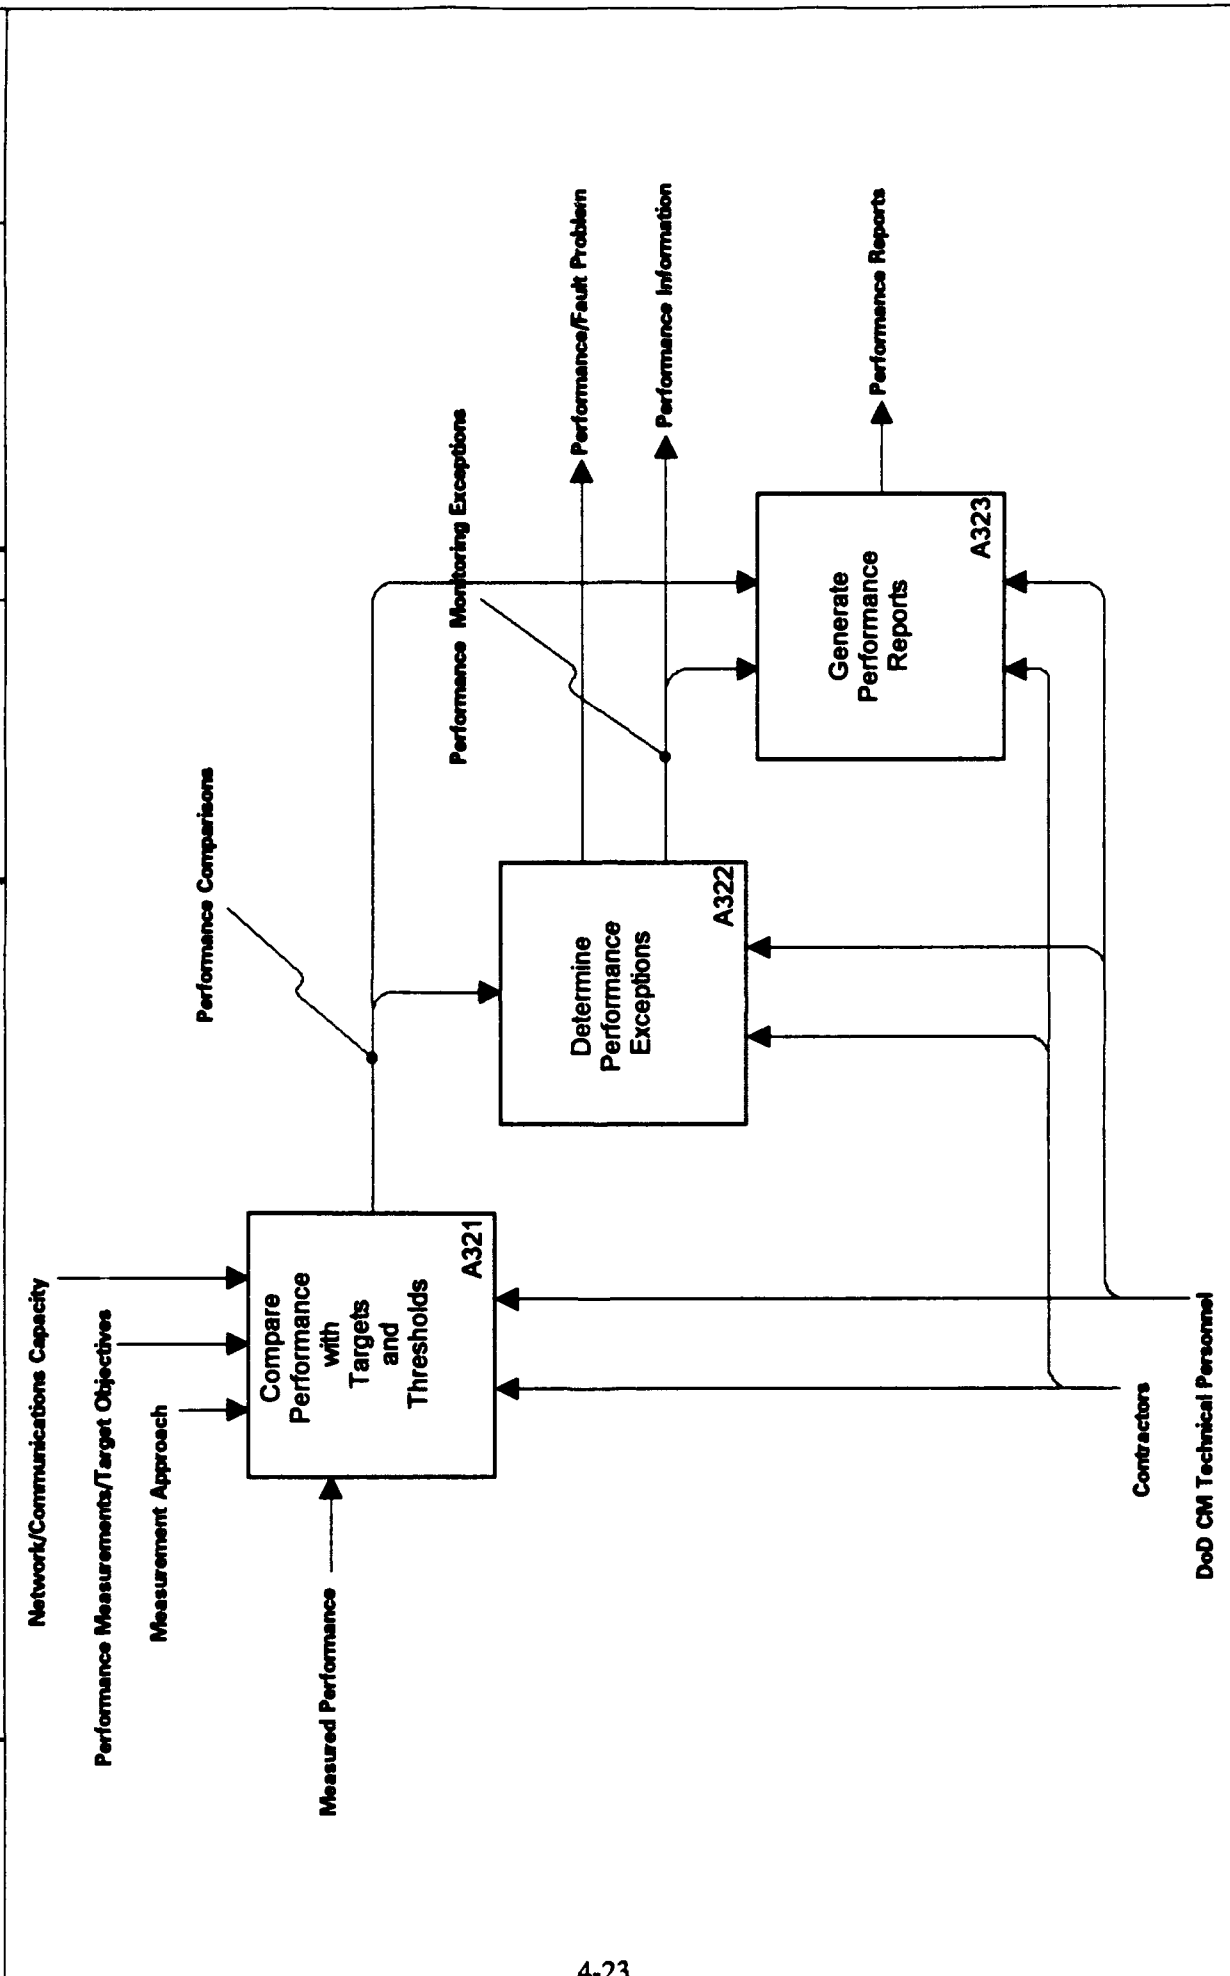 Network/Communications Capacity
Performance Measurements/Target Objectives
Measurement Approach
Measured Performance
Compare
Performance
with
Targets
and
Thresholds
A321
Performance Comparisons
Determine
Performance
Exceptions
A322
Performance Monitoring Exceptions
Performance/Fault Problem
Performance Information
Generate
Performance
Reports
A323
Performance Reports
Contractors
DoD CM Technical Personnel
4-23